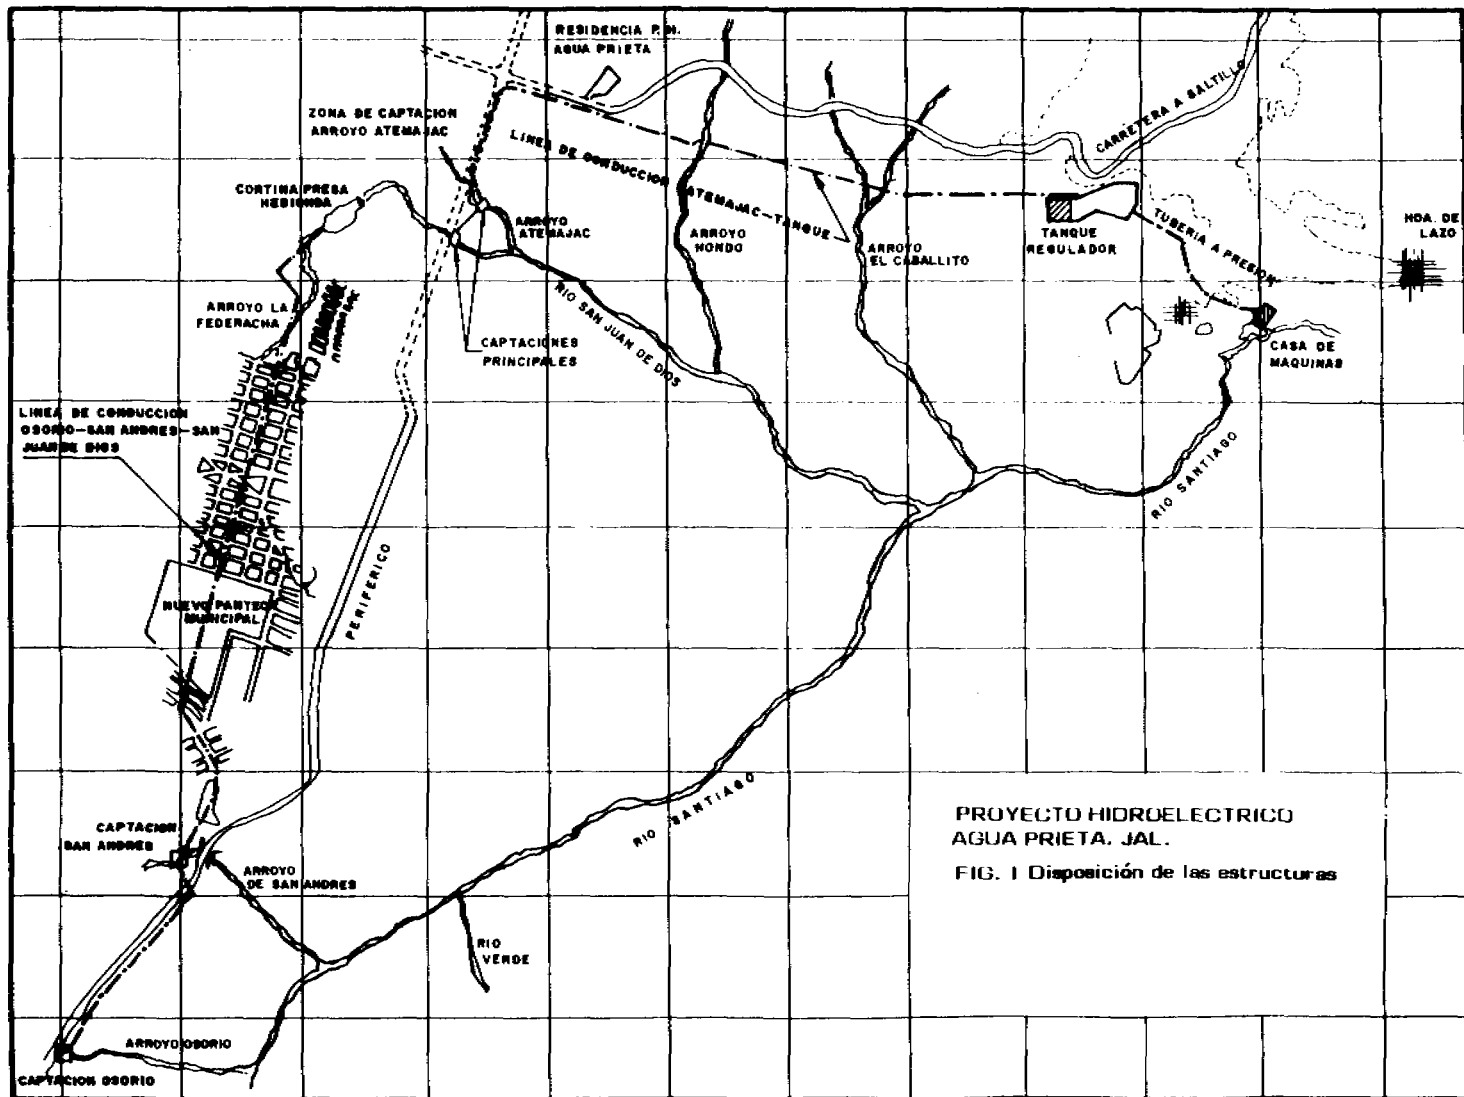 RESIDENCIA P. H.
AGUA PRIETA
ZONA DE CAPTACION
ARROYO ATEMAJAC
LINEA DE CONDUCCION ATEMAJAC-TANQUE
CARRETERA A SALTILLO
CORTINA PRESA
HEDIONDA
ARROYO
ATEMAJAC
ARROYO
HONDO
ARROYO
EL CABALLITO
TANQUE
REGULADOR
TUBERIA A PRESION
HDA. DE
LAZO
ARROYO LA
FEDERACHA
CAPTACIONES
PRINCIPALES
RIO SAN JUAN DE DIOS
CASA DE
MAQUINAS
LINEA DE CONDUCCION
OSORIO-SAN ANDRES-SAN
JUAN DE DIOS
RIO SANTIAGO
PERIFERICO
NUEVO PANTEON
MUNICIPAL
RIO SANTIAGO
CAPTACION
SAN ANDRES
ARROYO
DE SAN ANDRES
RIO
VERDE
ARROYO OSORIO
CAPTACION OSORIO
PROYECTO HIDROELECTRICO
AGUA PRIETA, JAL.
FIG. 1 Disposición de las estructuras